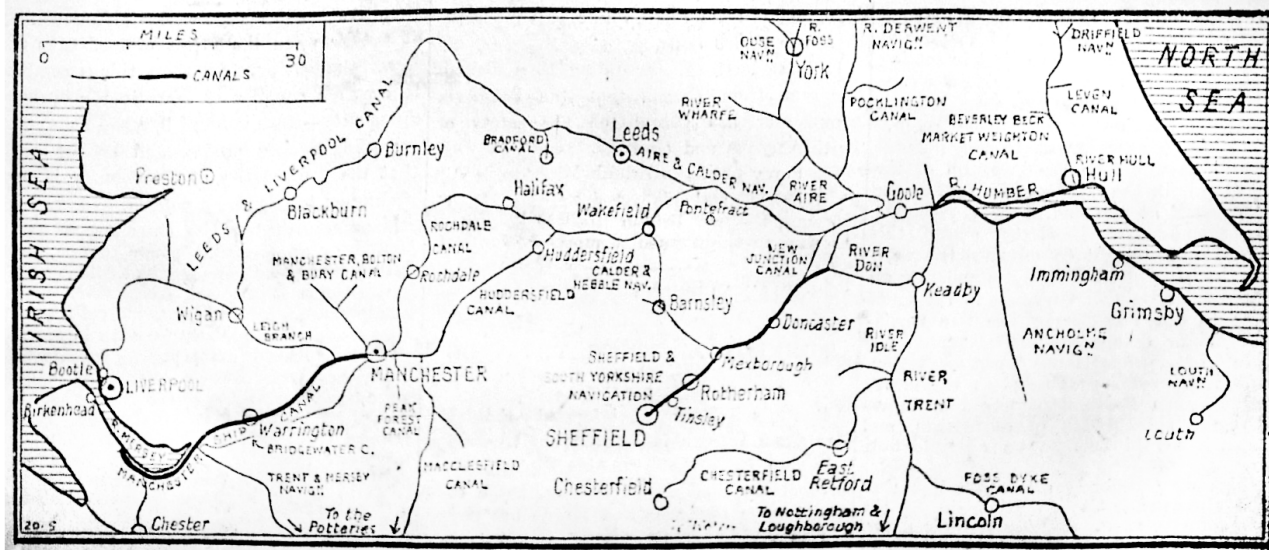 MILES
0 30
CANALS
OUSE NAVN
R. FOSS
York
R. DERWENT NAVIGN
DRIFFIELD NAVN
NORTH SEA
RIVER WHARFE
POCKLINGTON CANAL
LEVEN CANAL
BEVERLEY BECK
MARKET WEIGHTON CANAL
RIVER HULL
Hull
IRISH SEA
Preston
LEEDS & LIVERPOOL CANAL
Burnley
Blackburn
BRADFORD CANAL
Leeds
AIRE & CALDER NAV.
RIVER AIRE
Goole
R. HUMBER
Halifax
Wakefield
Pontefract
ROCHDALE CANAL
MANCHESTER, BOLTON & BURY CANAL
Rochdale
Huddersfield
HUDDERSFIELD CANAL
CALDER & HEBBLE NAV.
NEW JUNCTION CANAL
RIVER DON
Keadby
Immingham
Grimsby
Wigan
LEIGH BRANCH
Barnsley
Doncaster
RIVER IDLE
ANCHOLME NAVIGN
Bootle
LIVERPOOL
Birkenhead
MANCHESTER
SHEFFIELD & SOUTH YORKSHIRE NAVIGATION
Mexborough
Rotherham
Tinsley
SHEFFIELD
RIVER TRENT
LOUTH NAVN
Louth
R. MERSEY
MANCHESTER SHIP CANAL
Warrington
BRIDGEWATER C.
PEAK FOREST CANAL
TRENT & MERSEY NAVIGN
MACCLESFIELD CANAL
Chesterfield
CHESTERFIELD CANAL
East Retford
FOSS DYKE CANAL
Lincoln
20-S
Chester
To the Potteries
To Nottingham & Loughborough